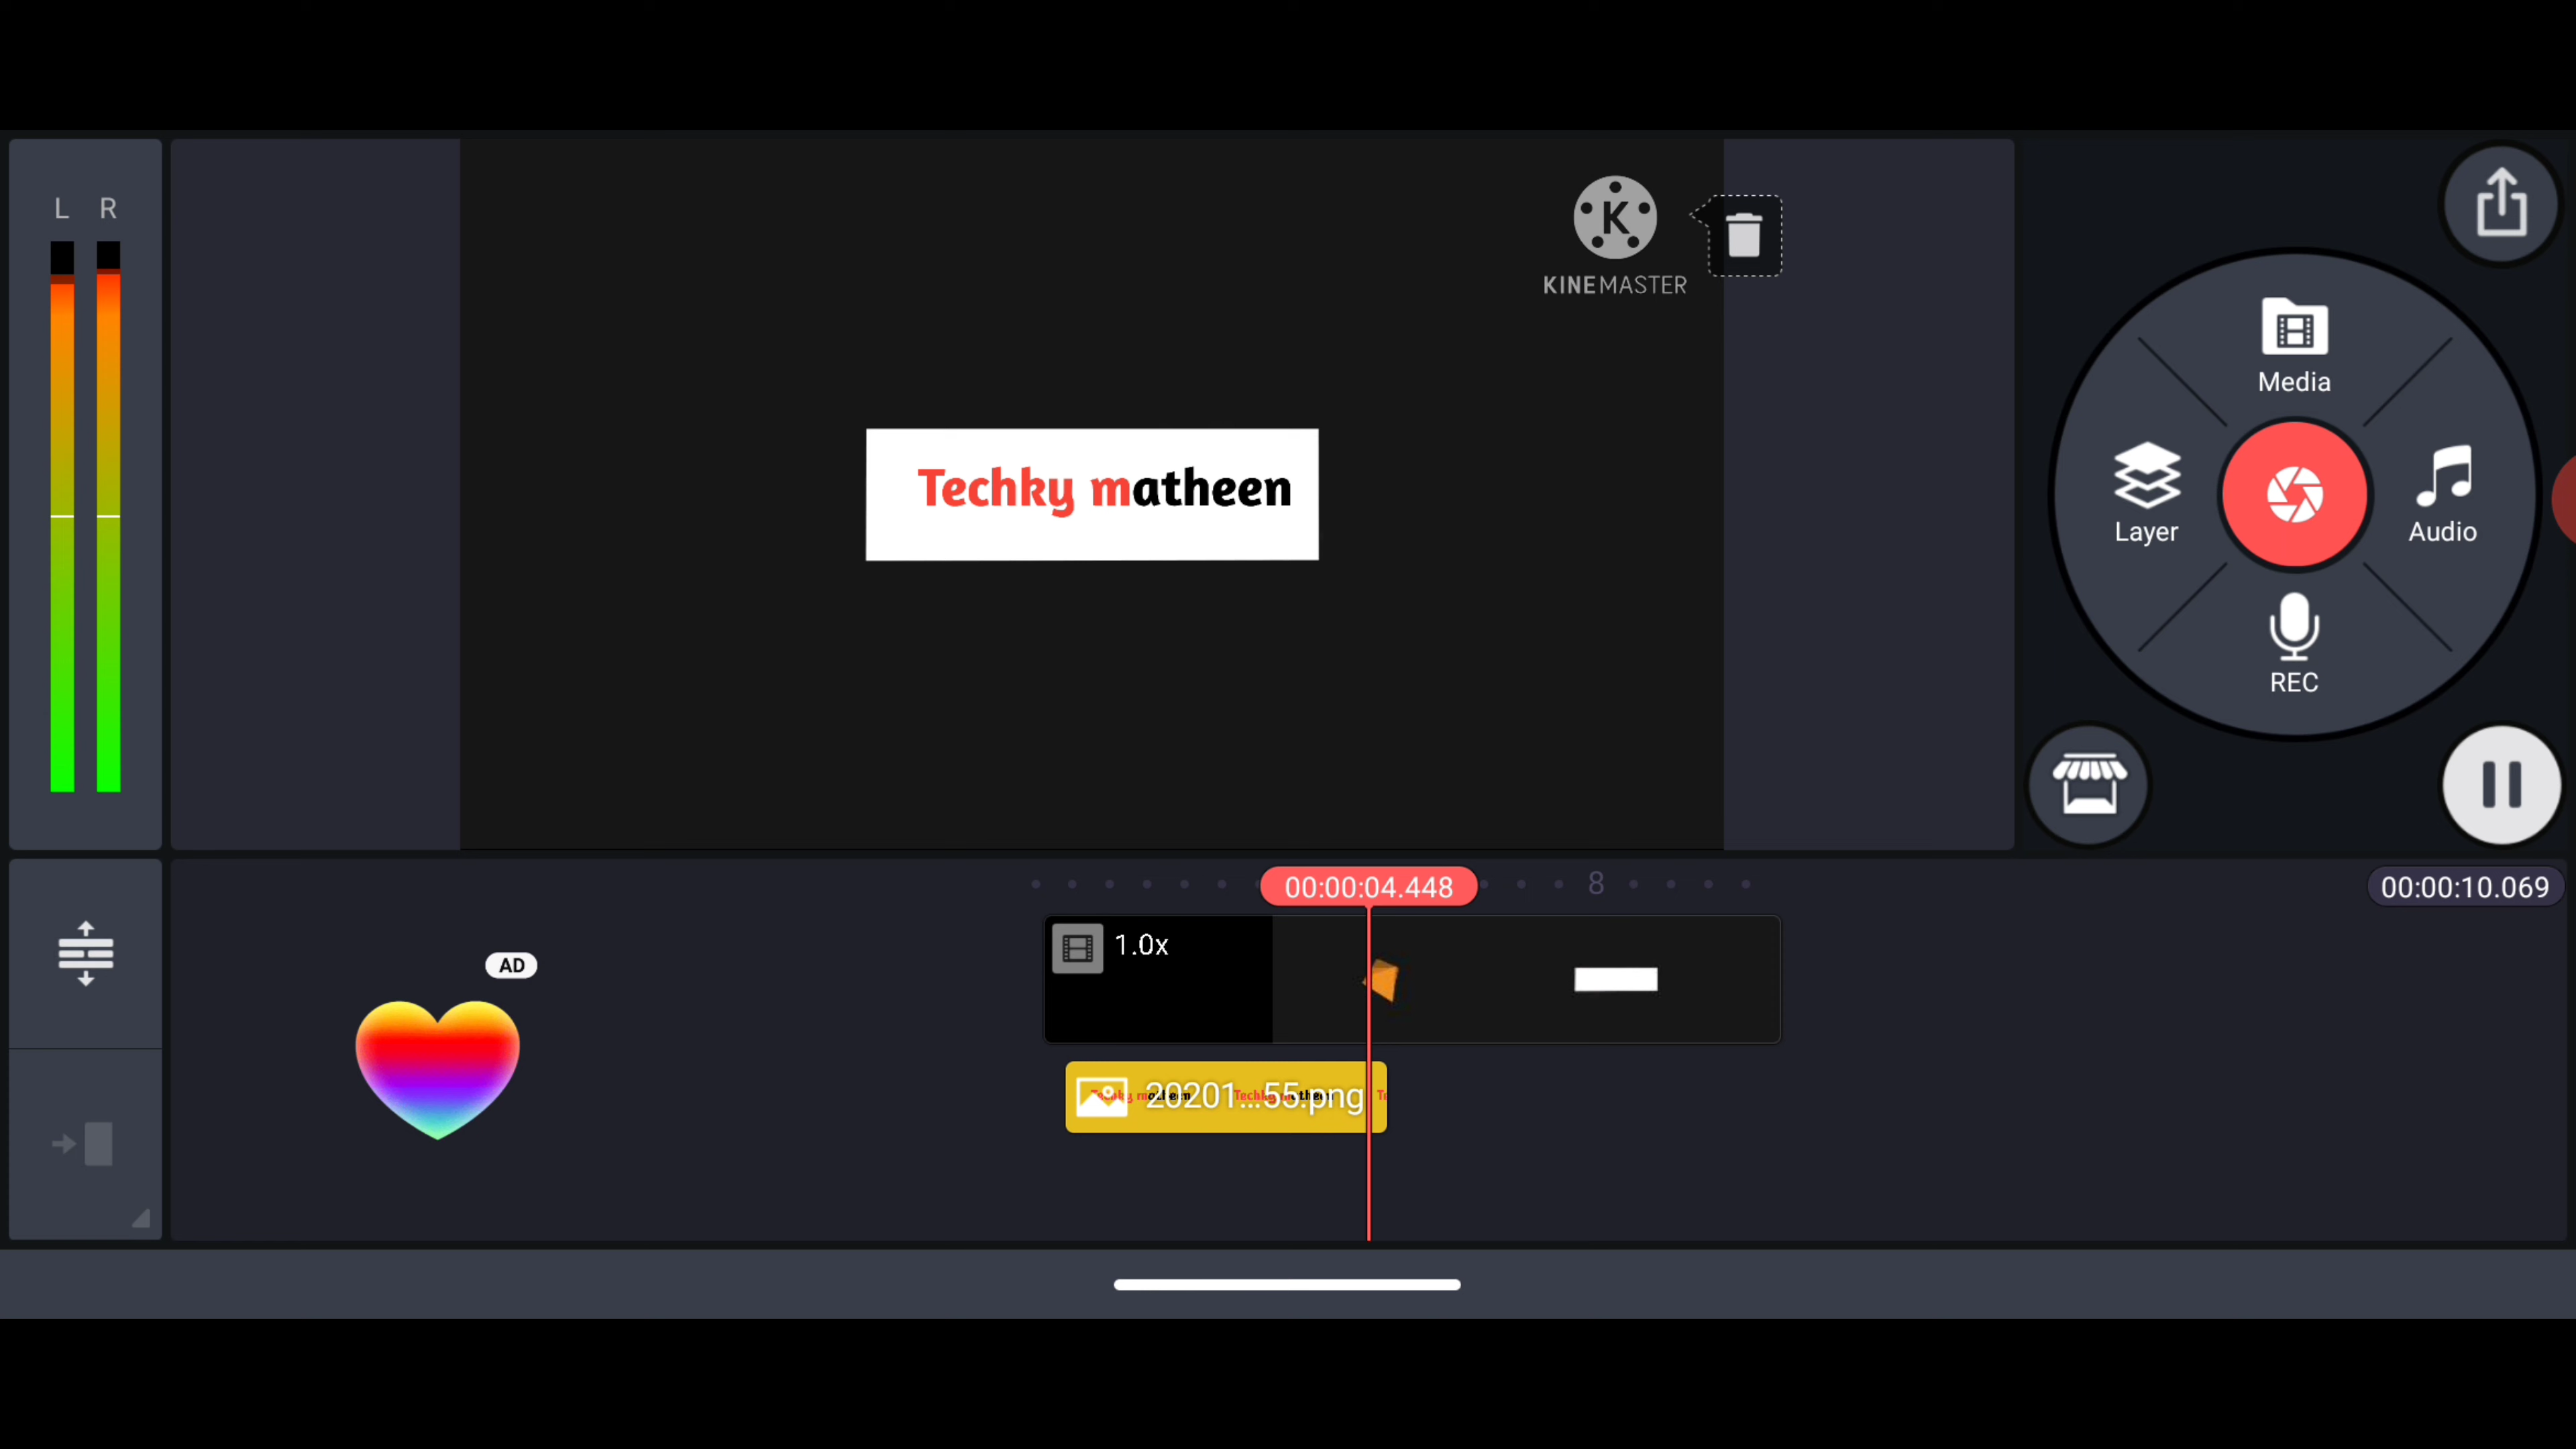 L R
KINEMASTER
Techky matheen
Media
Layer
Audio
REC
00:00:04.448
8
00:00:10.069
1.0x
AD
20201...55.png